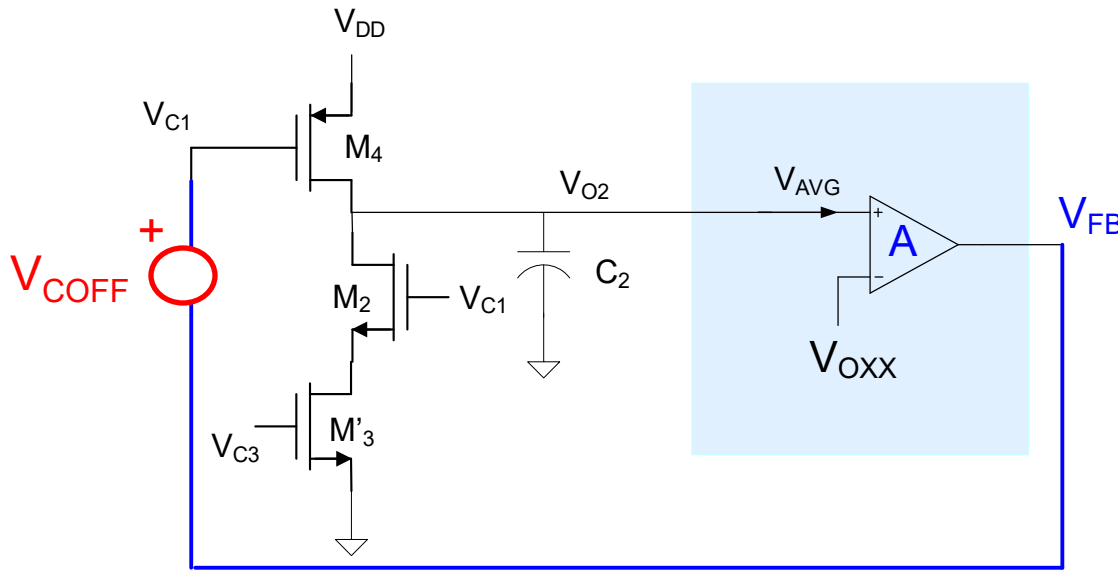 VDD
VC1
M4
VO2
VAVG
+
VFB
+
A
VCOFF
C2
M2
VC1
−
VOXX
VC3
M'3